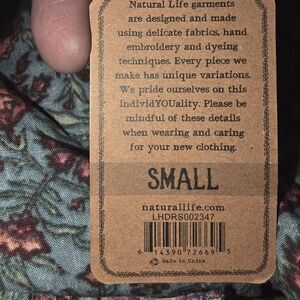 Natural Life garments
are designed and made
using delicate fabrics, hand
embroidery and dyeing
techniques. Every piece we
make has unique variations.
We pride ourselves on this
individYOUality. Please be
mindful of these details
when wearing and caring
for your new clothing.
SMALL
naturallife.com
LHDRS002347
6 14390 72669 5
Made in China